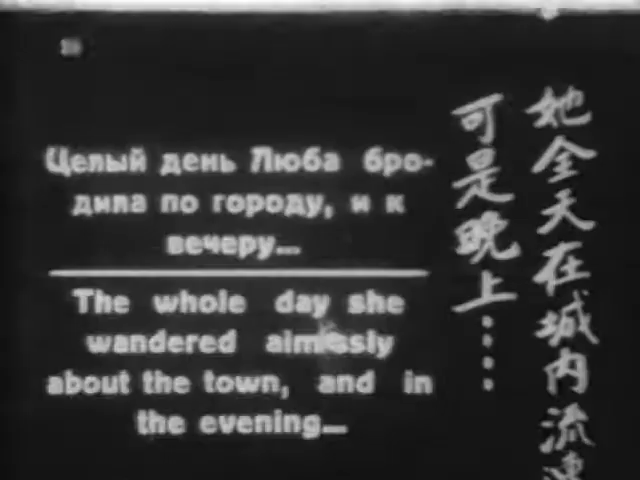 Целый день Люба бро-
дила по городу, и к
вечеру...
The whole day she
wandered aimlessly
about the town, and in
the evening...
她全天在城内流
可是晚上····